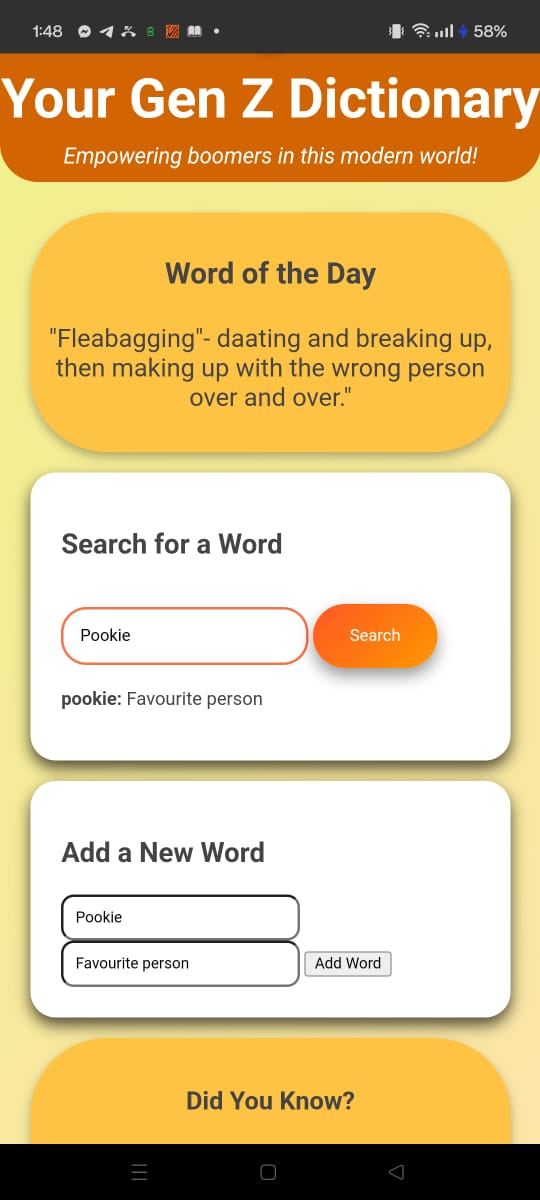 1:48
58%
Your Gen Z Dictionary
Empowering boomers in this modern world!
Word of the Day
"Fleabagging"- daating and breaking up,
then making up with the wrong person
over and over."
Search for a Word
Pookie
Search
pookie: Favourite person
Add a New Word
Pookie
Favourite person
Add Word
Did You Know?